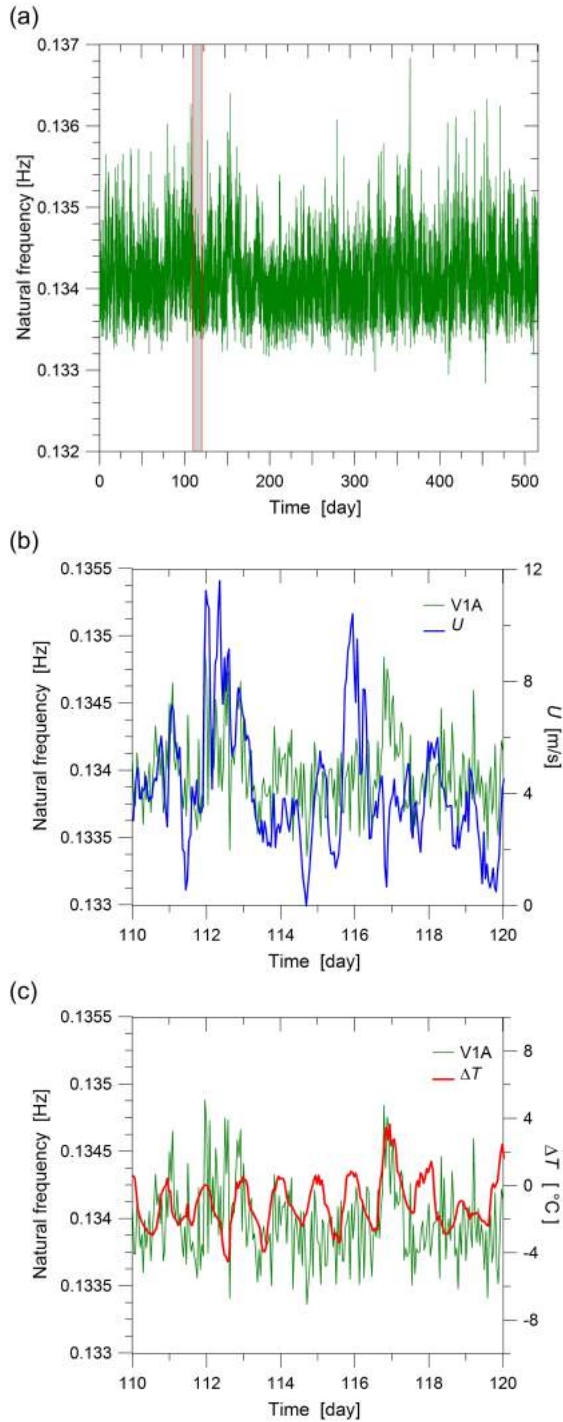 (a)
0.137
0.136
0.135
0.134
0.133
0.132
Natural frequency [Hz]
0 100 200 300 400 500
Time [day]
(b)
0.1355
0.135
0.1345
0.134
0.1335
0.133
Natural frequency [Hz]
V1A
U
12
8
4
0
U [m/s]
110 112 114 116 118 120
Time [day]
(c)
0.1355
0.135
0.1345
0.134
0.1335
0.133
Natural frequency [Hz]
V1A
ΔT
8
4
0
-4
-8
ΔT [°C]
110 112 114 116 118 120
Time [day]